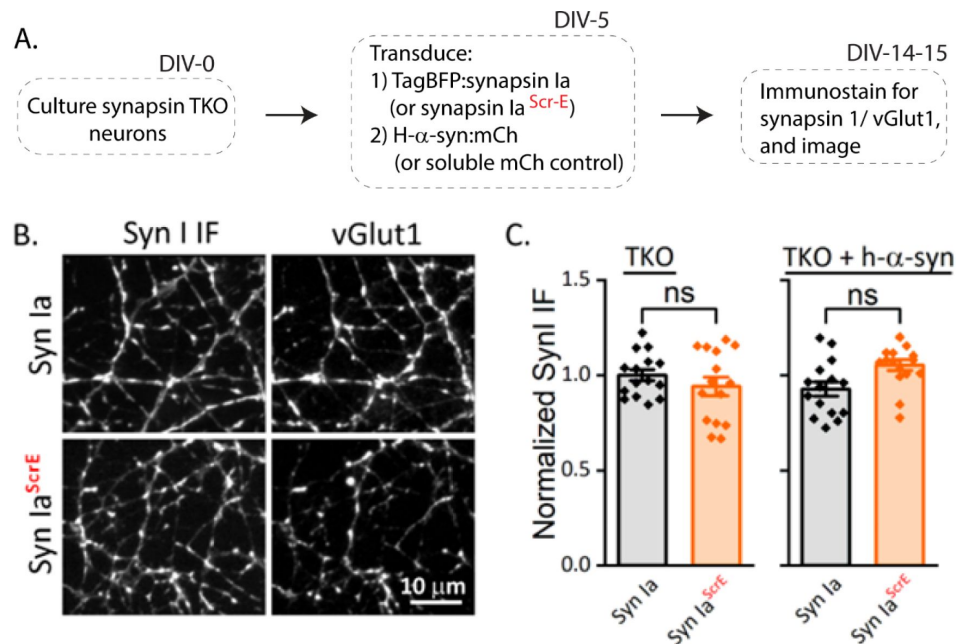 A.
DIV-0
Culture synapsin TKO
neurons
DIV-5
Transduce:
1) TagBFP:synapsin Ia
(or synapsin Ia Scr-E)
2) H-α-syn:mCh
(or soluble mCh control)
DIV-14-15
Immunostain for
synapsin 1/ vGlut1,
and image
B.
Syn I IF
vGlut1
Syn Ia
Syn Ia ScrE
10 µm
C.
TKO
TKO + h-α-syn
ns
ns
Normalized SynI IF
1.5
1.0
0.5
0.0
Syn Ia
Syn Ia ScrE
Syn Ia
Syn Ia ScrE